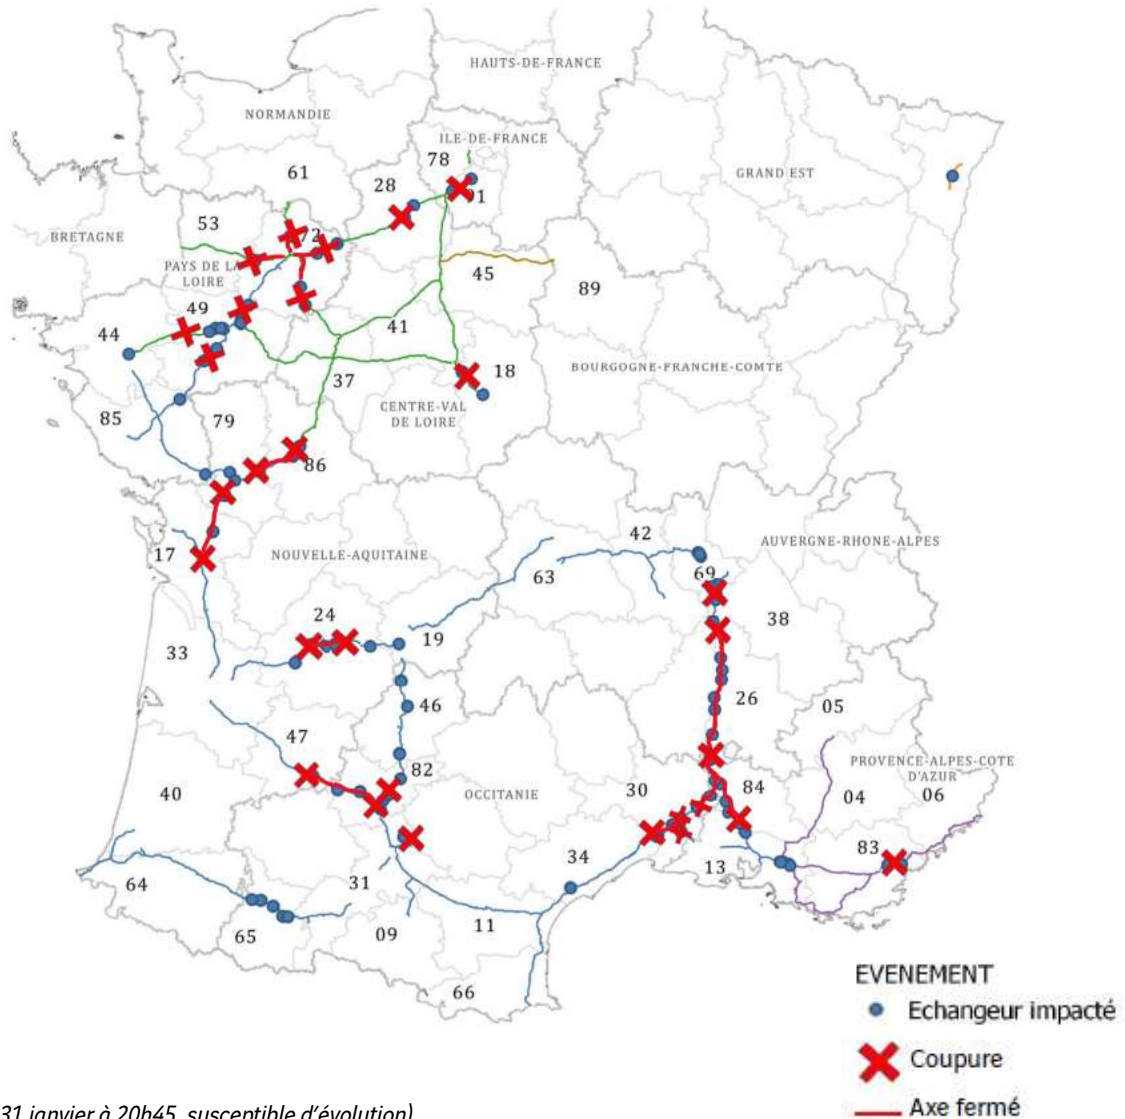 HAUTS-DE-FRANCE
NORMANDIE
ILE-DE-FRANCE
78
61
28
91
GRAND EST
53
72
BRETAGNE
PAYS DE LA
LOIRE
45
89
49
44
41
18
BOURGOGNE-FRANCHE-COMTE
37
CENTRE-VAL
DE LOIRE
85
79
86
42
AUVERGNE-RHONE-ALPES
17
NOUVELLE-AQUITAINE
63
69
24
38
19
33
26
46
05
47
PROVENCE-ALPES-COTE
D'AZUR
82
40
OCCITANIE
30
84
04
06
83
34
13
64
31
11
65
09
66
EVENEMENT
Echangeur impacté
Coupure
Axe fermé
31 janvier à 20h45, susceptible d'évolution)